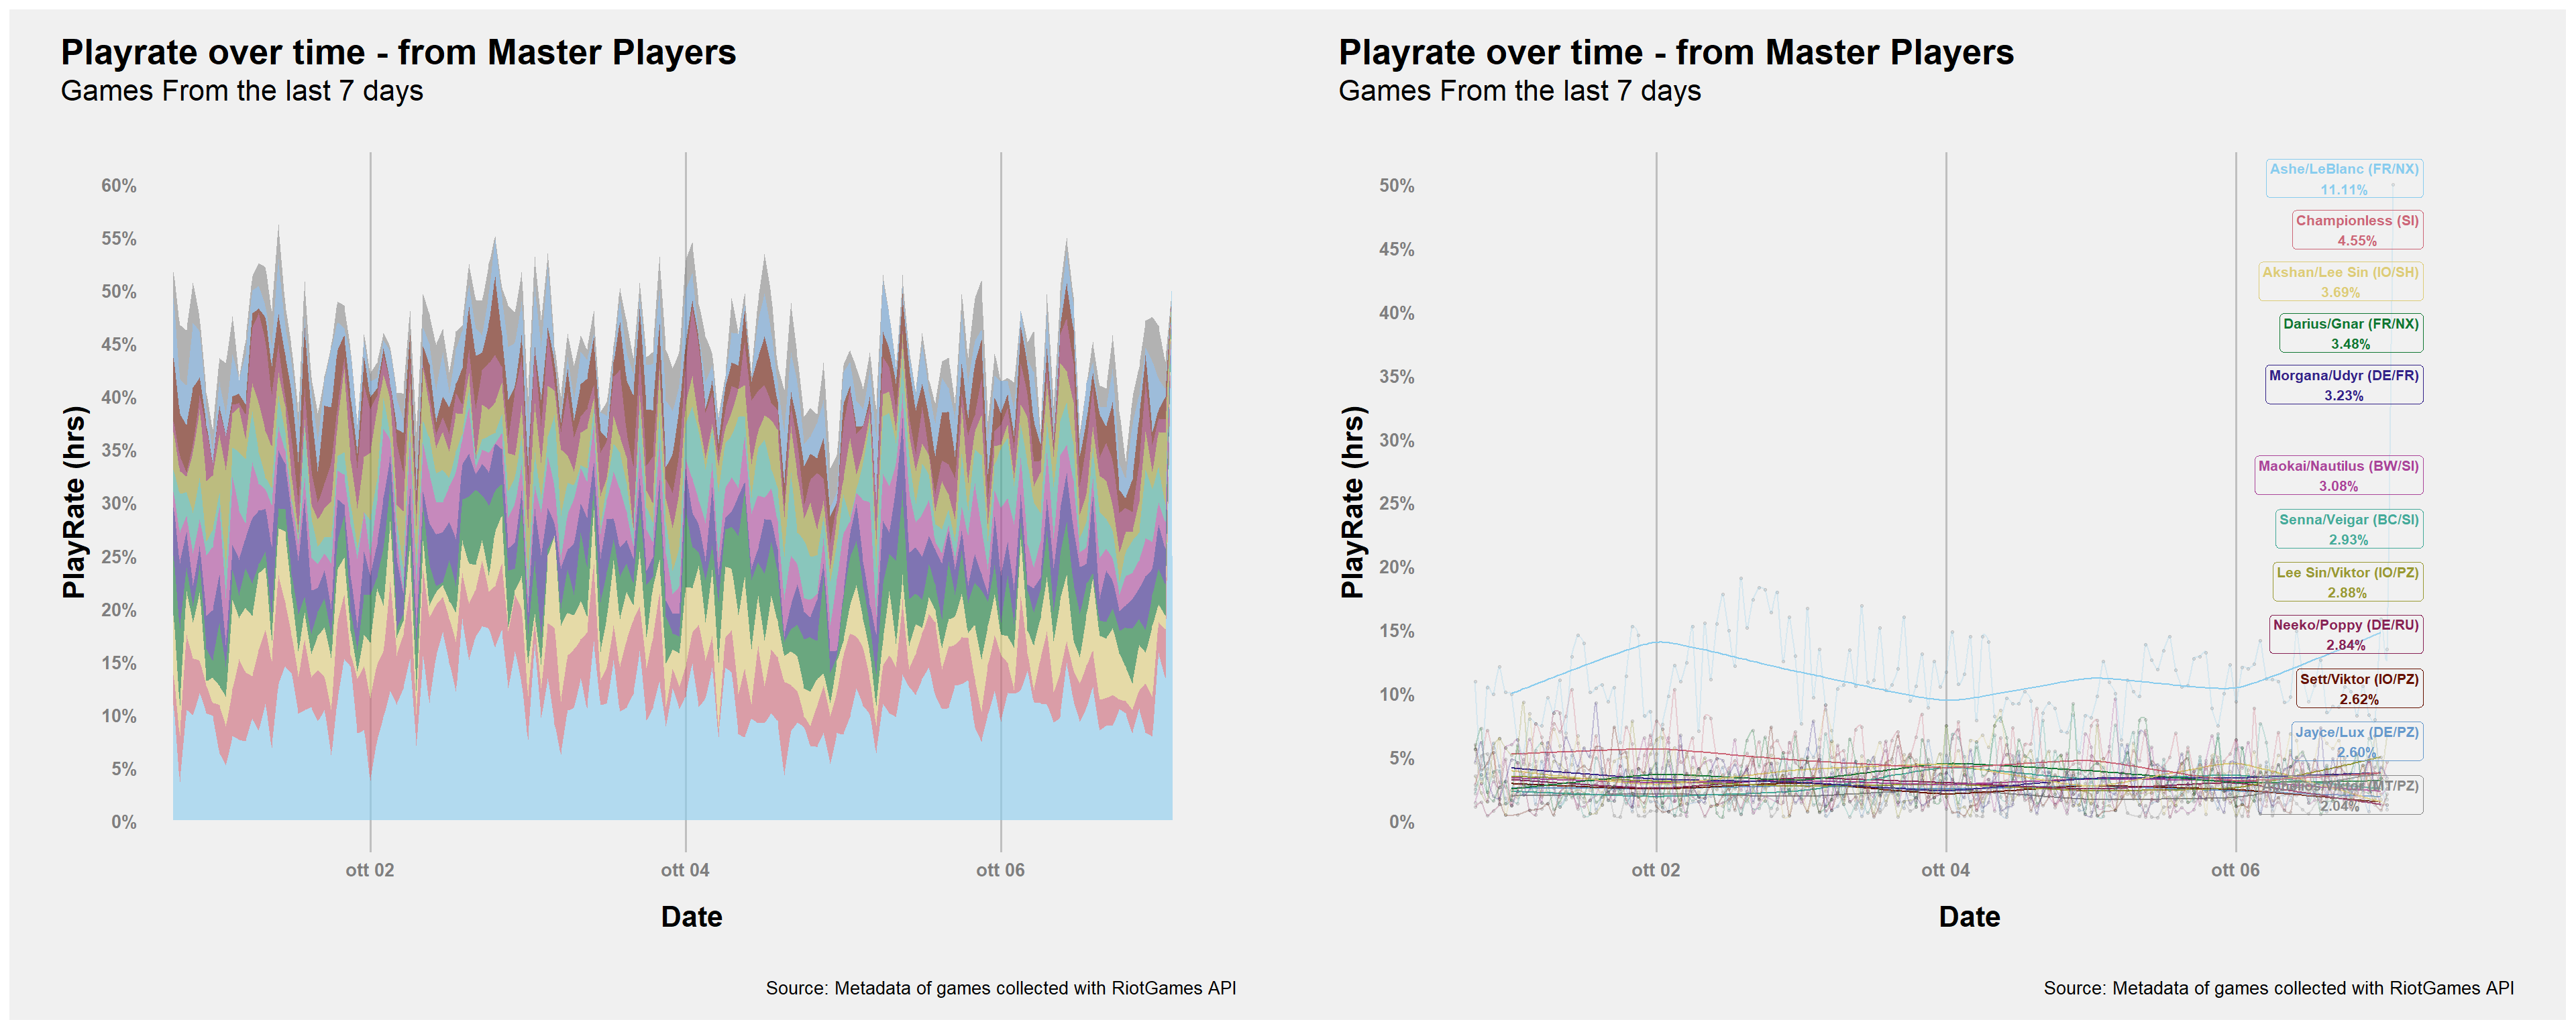 Playrate over time - from Master Players
Games From the last 7 days
60%
55%
50%
45%
40%
35%
30%
25%
20%
15%
10%
5%
0%
PlayRate (hrs)
ott 02
ott 04
ott 06
Date
Source: Metadata of games collected with RiotGames API
Playrate over time - from Master Players
Games From the last 7 days
50%
45%
40%
35%
30%
25%
20%
15%
10%
5%
0%
PlayRate (hrs)
Ashe/LeBlanc (FR/NX)
11.11%
Championless (SI)
4.55%
Akshan/Lee Sin (IO/SH)
3.69%
Darius/Gnar (FR/NX)
3.48%
Morgana/Udyr (DE/FR)
3.23%
Maokai/Nautilus (BW/SI)
3.08%
Senna/Veigar (BC/SI)
2.93%
Lee Sin/Viktor (IO/PZ)
2.88%
Neeko/Poppy (DE/RU)
2.84%
Sett/Viktor (IO/PZ)
2.62%
Jayce/Lux (DE/PZ)
2.60%
(MT/PZ)
2.04%
ott 02
ott 04
ott 06
Date
Source: Metadata of games collected with RiotGames API